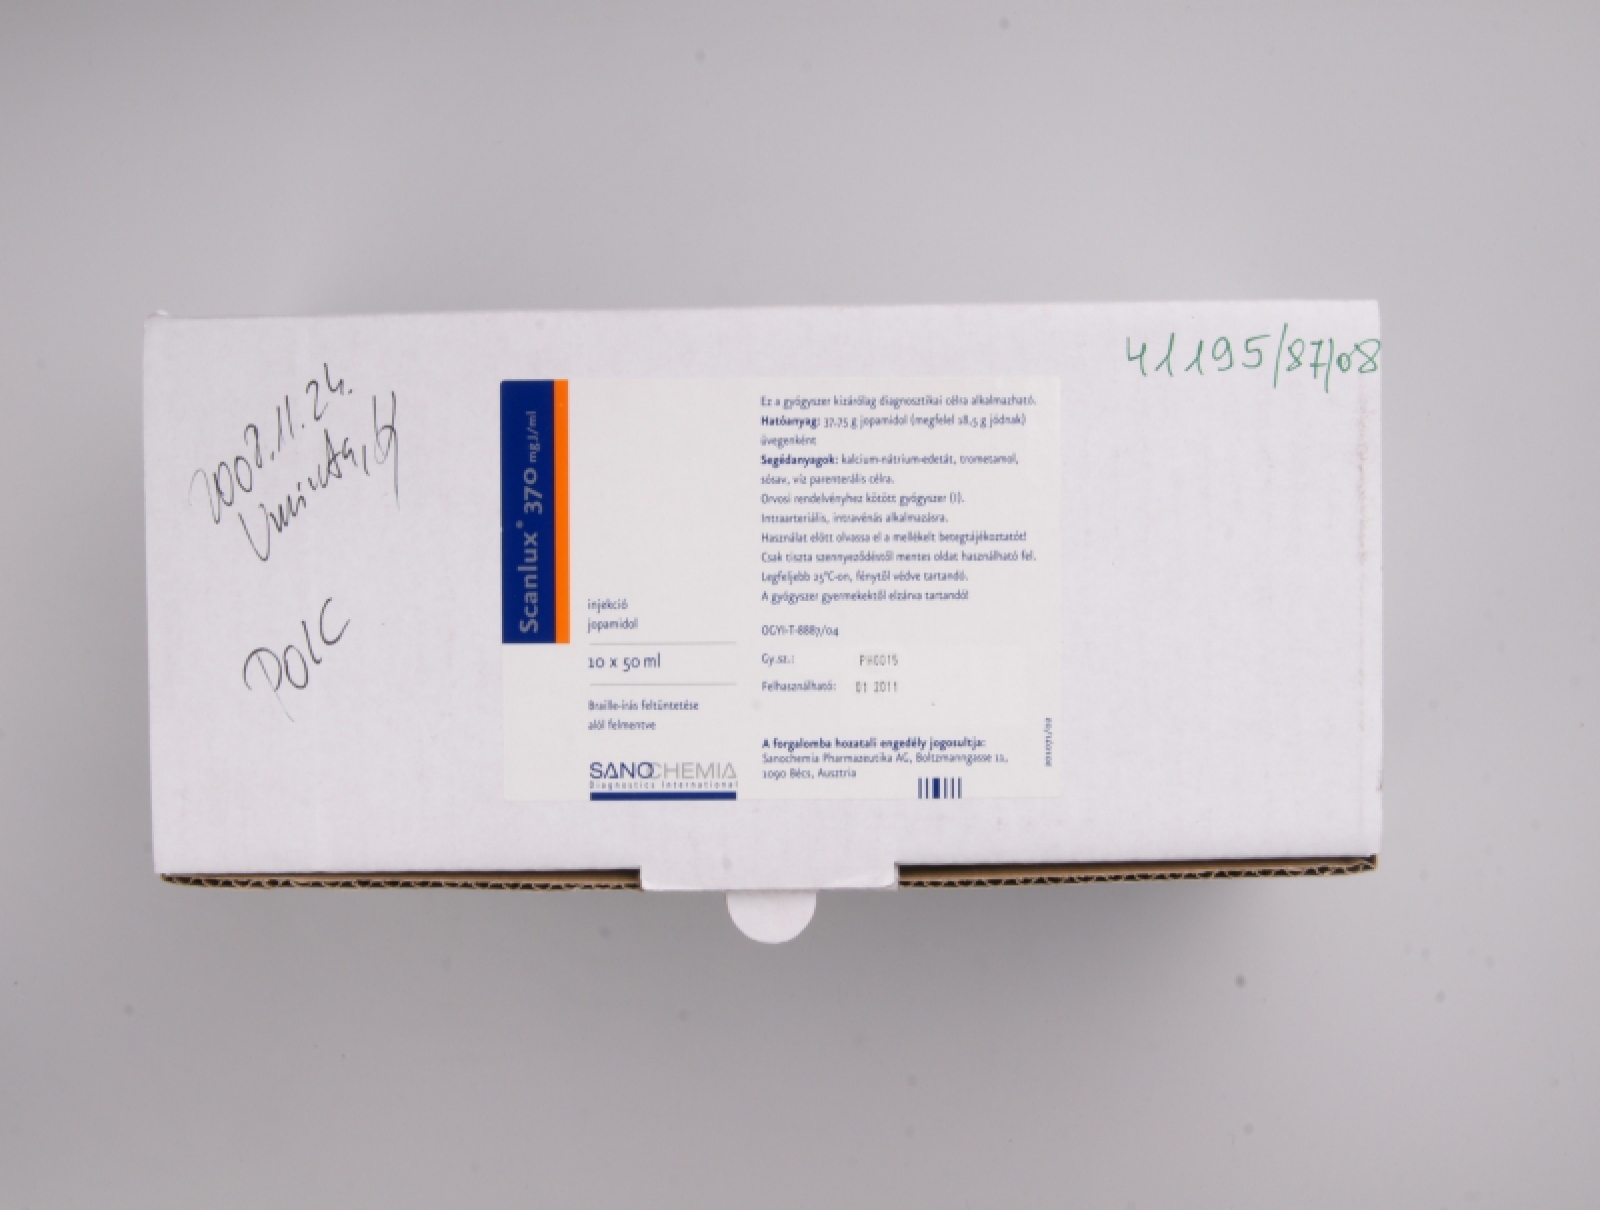 41195/87/08
2008.11.24.
POLC
Scanlux® 370 mgJ/ml
injekció
jopamidol
10 x 50 ml
Braille-írás feltüntetése
alól felmentve
SANOCHEMIA
Diagnostics International
Ez a gyógyszer kizárólag diagnosztikai célra alkalmazható.
Hatóanyag: 37,75 g jopamidol (megfelel 18,5 g jódnak)
üvegenként
Segédanyagok: kalcium-nátrium-edetát, trometamol,
sósav, víz parenterális célra.
Orvosi rendelvényhez kötött gyógyszer (I).
Intraarteriális, intravénás alkalmazásra.
Használat előtt olvassa el a mellékelt betegtájékoztatót!
Csak tiszta szennyeződéstől mentes oldat használható fel.
Legfeljebb 25°C-on, fénytől védve tartandó.
A gyógyszer gyermekektől elzárva tartandó!
OGYI-T-8887/04
Gy.sz.: PH0015
Felhasználható: 01 2011
A forgalomba hozatali engedély jogosultja:
Sanochemia Pharmazeutika AG, Boltzmanngasse 11,
1090 Bécs, Ausztria